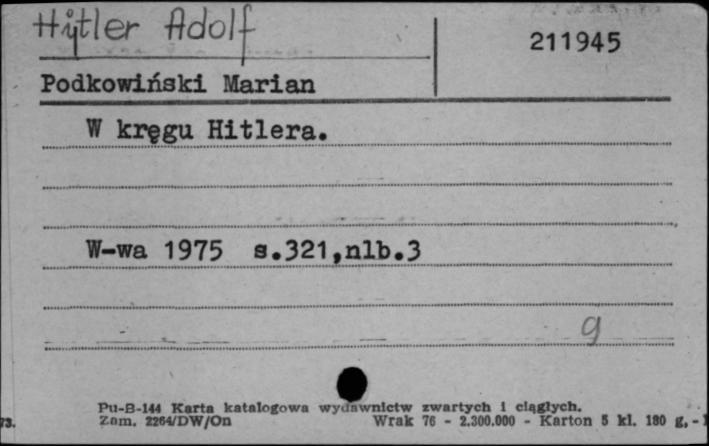 Hitler Adolf
211945
Podkowiński Marian
W kręgu Hitlera.
W-wa 1975 s.321,nlb.3
g
Pu-B-144 Karta katalogowa wydawnictw zwartych i ciągłych.
73. Zam. 2264/DW/On Wrak 76 - 2.300.000 - Karton 5 kl. 180 g, -